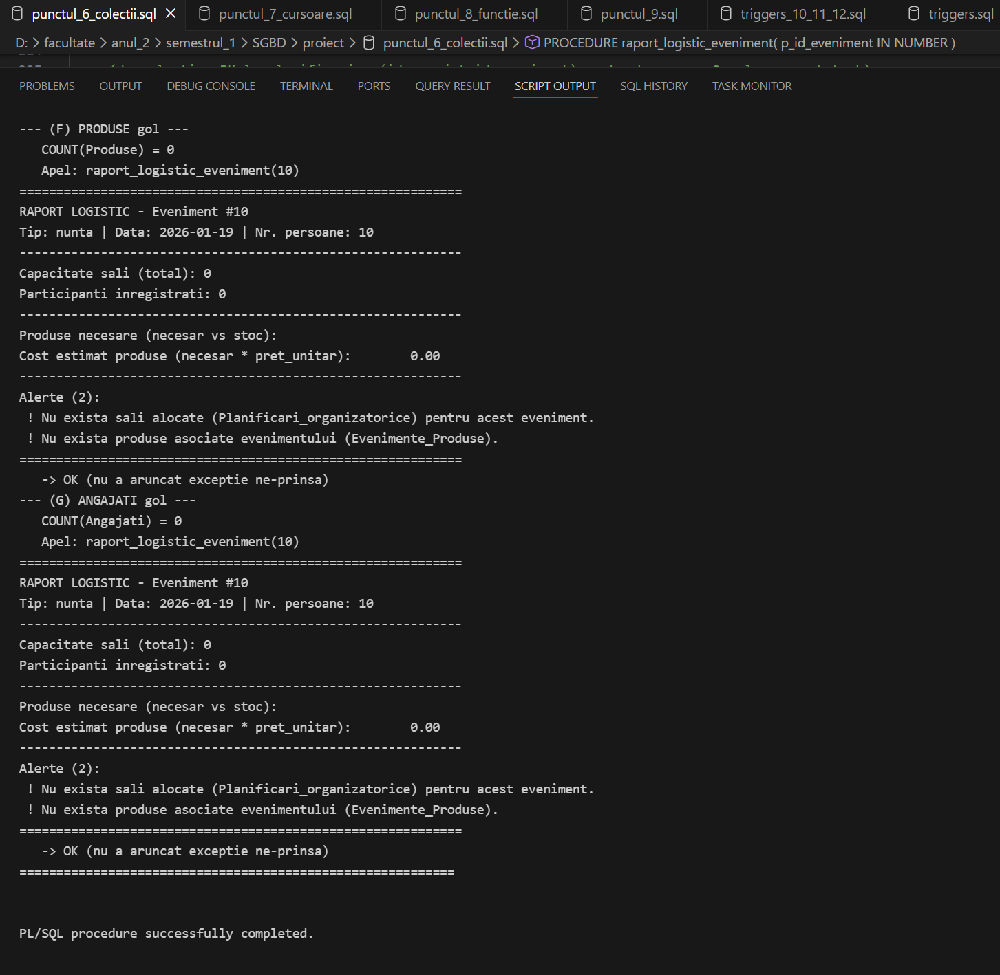 punctul_6_colectii.sql punctul_7_cursoare.sql punctul_8_functie.sql punctul_9.sql triggers_10_11_12.sql triggers.sql
D: > facultate > anul_2 > semestrul_1 > SGBD > proiect > punctul_6_colectii.sql > PROCEDURE raport_logistic_eveniment( p_id_eveniment IN NUMBER )
PROBLEMS OUTPUT DEBUG CONSOLE TERMINAL PORTS QUERY RESULT SCRIPT OUTPUT SQL HISTORY TASK MONITOR
--- (F) PRODUSE gol ---
COUNT(Produse) = 0
Apel: raport_logistic_eveniment(10)
============================================================
RAPORT LOGISTIC - Eveniment #10
Tip: nunta | Data: 2026-01-19 | Nr. persoane: 10
------------------------------------------------------------
Capacitate sali (total): 0
Participanti inregistrati: 0
------------------------------------------------------------
Produse necesare (necesar vs stoc):
Cost estimat produse (necesar * pret_unitar):        0.00
------------------------------------------------------------
Alerte (2):
! Nu exista sali alocate (Planificari_organizatorice) pentru acest eveniment.
! Nu exista produse asociate evenimentului (Evenimente_Produse).
============================================================
-> OK (nu a aruncat exceptie ne-prinsa)
--- (G) ANGAJATI gol ---
COUNT(Angajati) = 0
Apel: raport_logistic_eveniment(10)
============================================================
RAPORT LOGISTIC - Eveniment #10
Tip: nunta | Data: 2026-01-19 | Nr. persoane: 10
------------------------------------------------------------
Capacitate sali (total): 0
Participanti inregistrati: 0
------------------------------------------------------------
Produse necesare (necesar vs stoc):
Cost estimat produse (necesar * pret_unitar):        0.00
------------------------------------------------------------
Alerte (2):
! Nu exista sali alocate (Planificari_organizatorice) pentru acest eveniment.
! Nu exista produse asociate evenimentului (Evenimente_Produse).
============================================================
-> OK (nu a aruncat exceptie ne-prinsa)
===========================================================
PL/SQL procedure successfully completed.